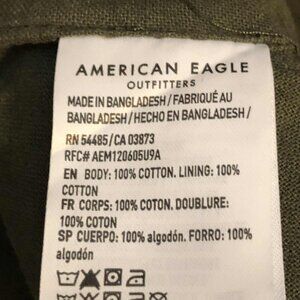 AMERICAN EAGLE
OUTFITTERS
MADE IN BANGLADESH / FABRIQUÉ AU
BANGLADESH / HECHO EN BANGLADESH /
RN 54485/ CA 03873
RFC# AEM120605U9A
EN BODY: 100% COTTON. LINING: 100%
COTTON
FR CORPS: 100% COTON, DOUBLURE:
100% COTON
SP CUERPO: 100% algodón. FORRO: 100%
algodón.